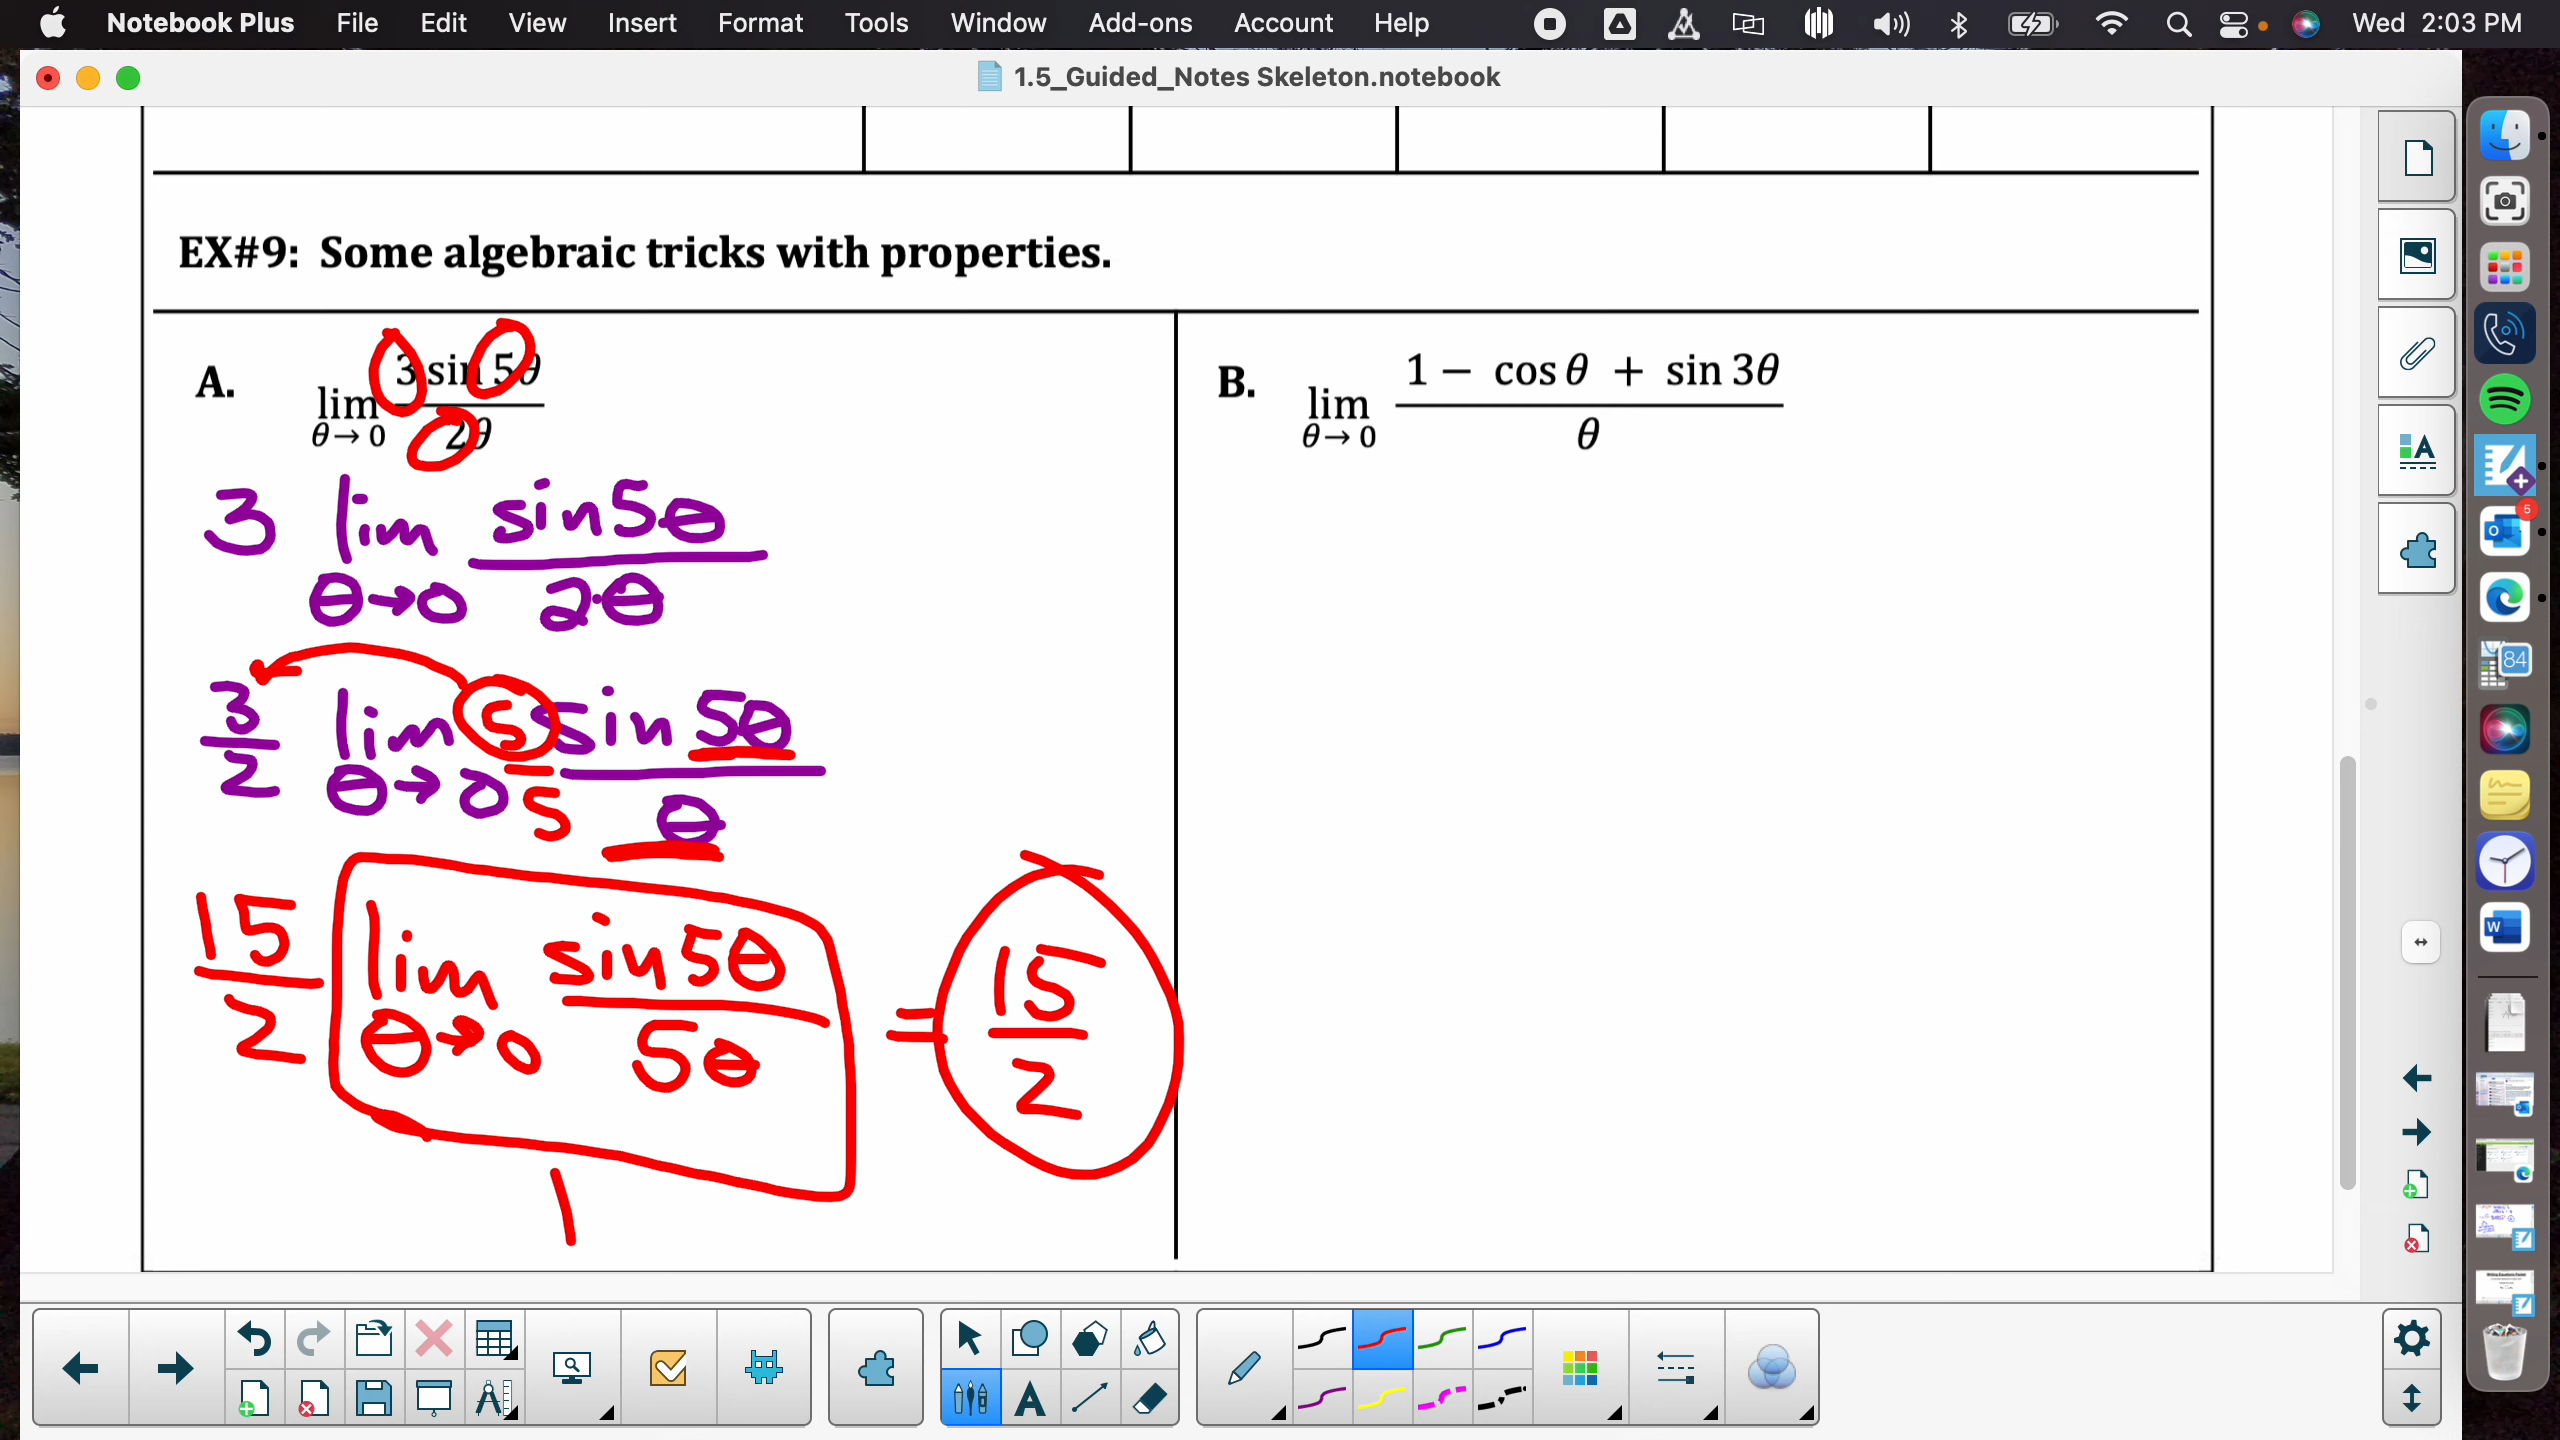 Notebook Plus File Edit View Insert Format Tools Window Add-ons Account Help Wed 2:03 PM
1.5_Guided_Notes Skeleton.notebook
EX#9: Some algebraic tricks with properties.
A. lim θ→0 3 sin 5θ / 2θ
3 lim θ→0 sin5θ / 2·θ
3/2 lim θ→0 5 sin 5θ / 5 θ
15/2 lim θ→0 sin5θ / 5θ = 15/2
1
B. lim θ→0 1 − cos θ + sin 3θ / θ
A
5
84
W
A